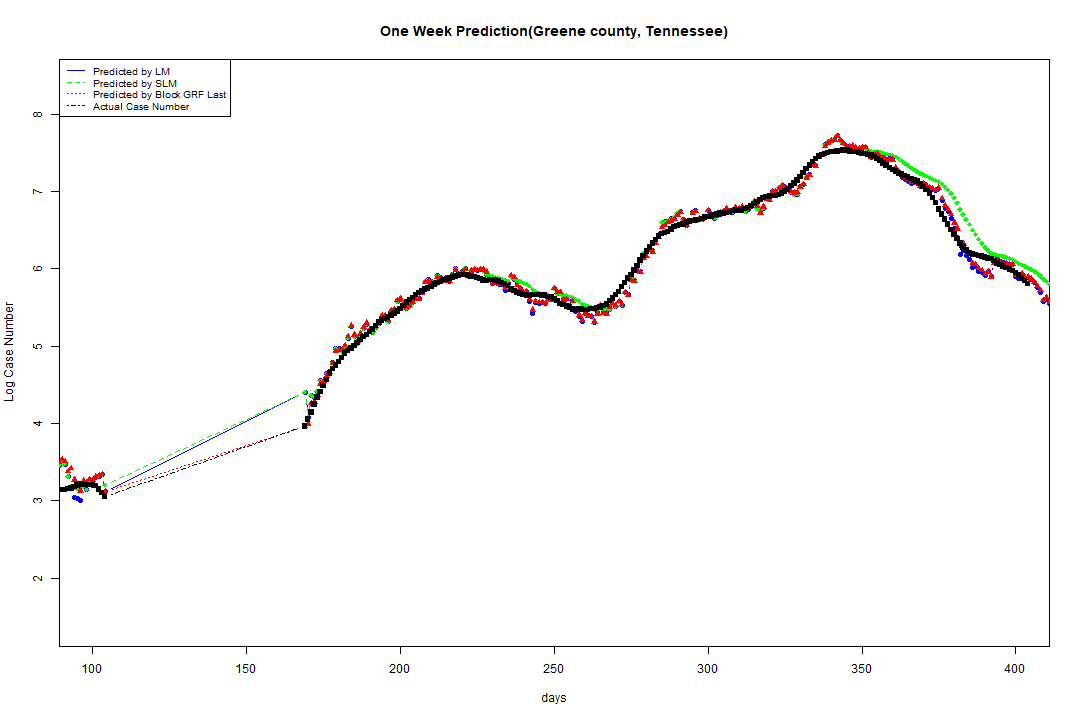 One Week Prediction(Greene county, Tennessee)
Predicted by LM
Predicted by SLM
Predicted by Block GRF Last
Actual Case Number
Log Case Number
8
7
6
5
4
3
2
100 150 200 250 300 350 400
days